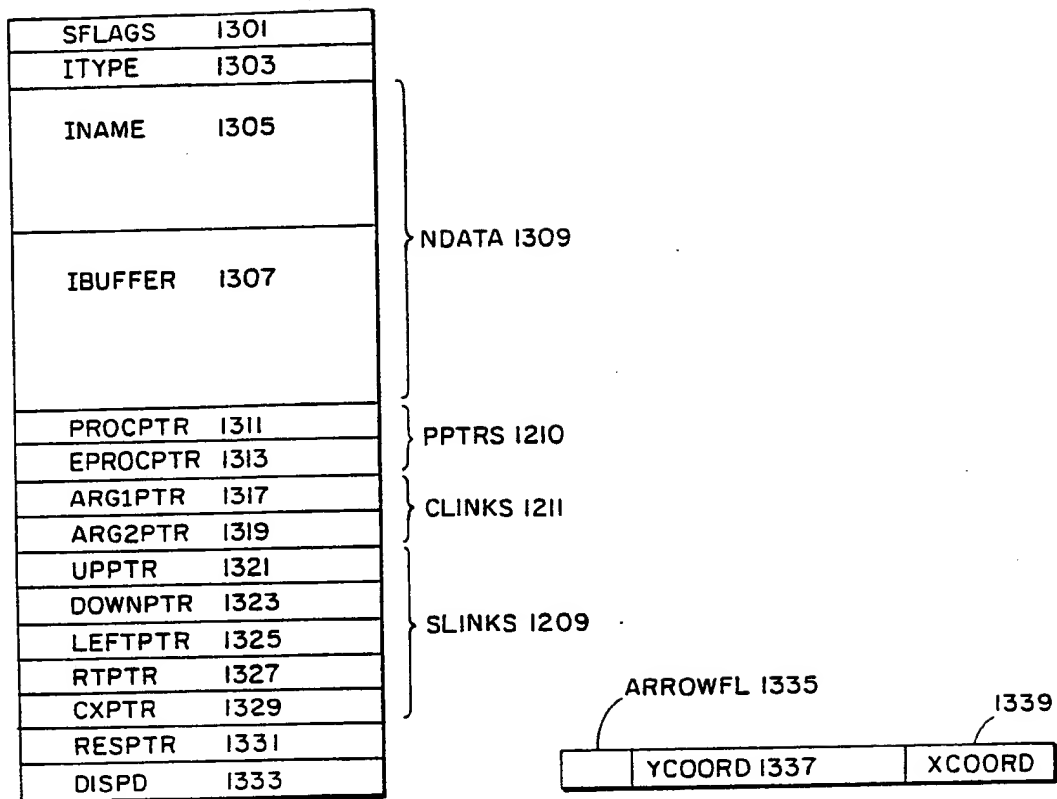 SFLAGS 1301
ITYPE 1303
INAME 1305
NDATA 1309
IBUFFER 1307
PROCPTR 1311
PPTRS 1210
EPROCPTR 1313
ARG1PTR 1317
CLINKS 1211
ARG2PTR 1319
UPPTR 1321
DOWNPTR 1323
SLINKS 1209
LEFTPTR 1325
RTPTR 1327
CXPTR 1329
RESPTR 1331
DISPD 1333
ARROWFL 1335
1339
YCOORD 1337
XCOORD